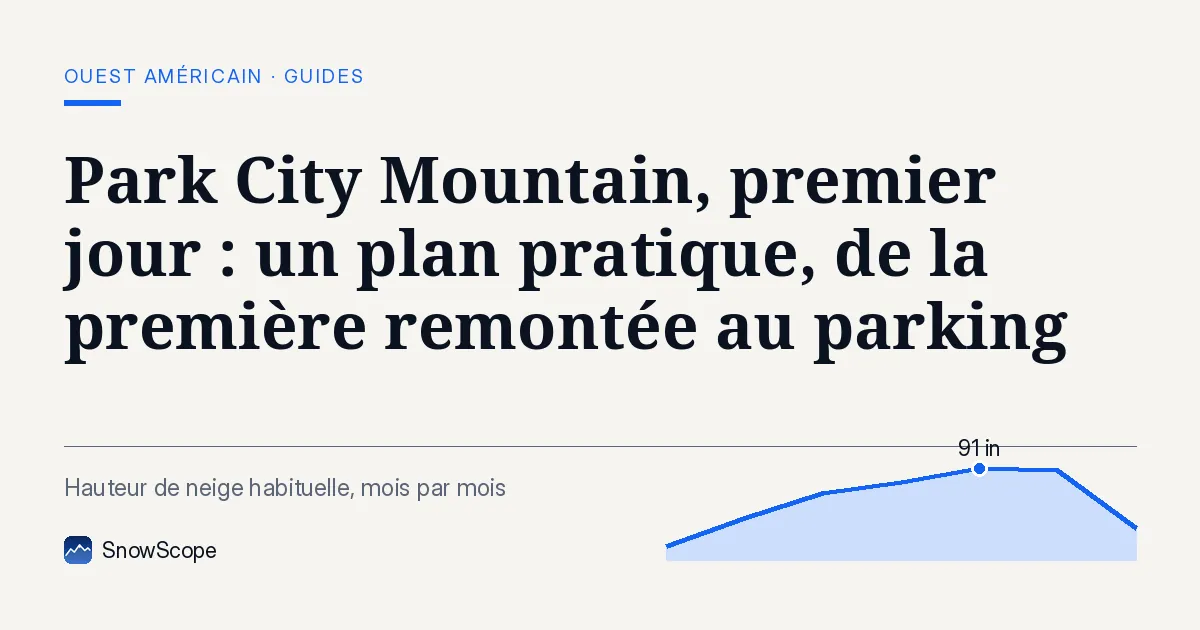 OUEST AMÉRICAIN · GUIDES
Park City Mountain, premier
jour : un plan pratique, de la
première remontée au parking
91 in
Hauteur de neige habituelle, mois par mois
SnowScope